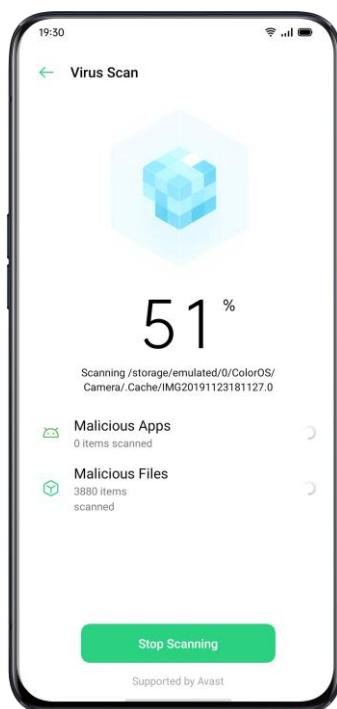 19:30
Virus Scan
51 %
Scanning /storage/emulated/0/ColorOS/
Camera/.Cache/IMG20191123181127.0
Malicious Apps
0 items scanned
Malicious Files
3880 items
scanned
Stop Scanning
Supported by Avast